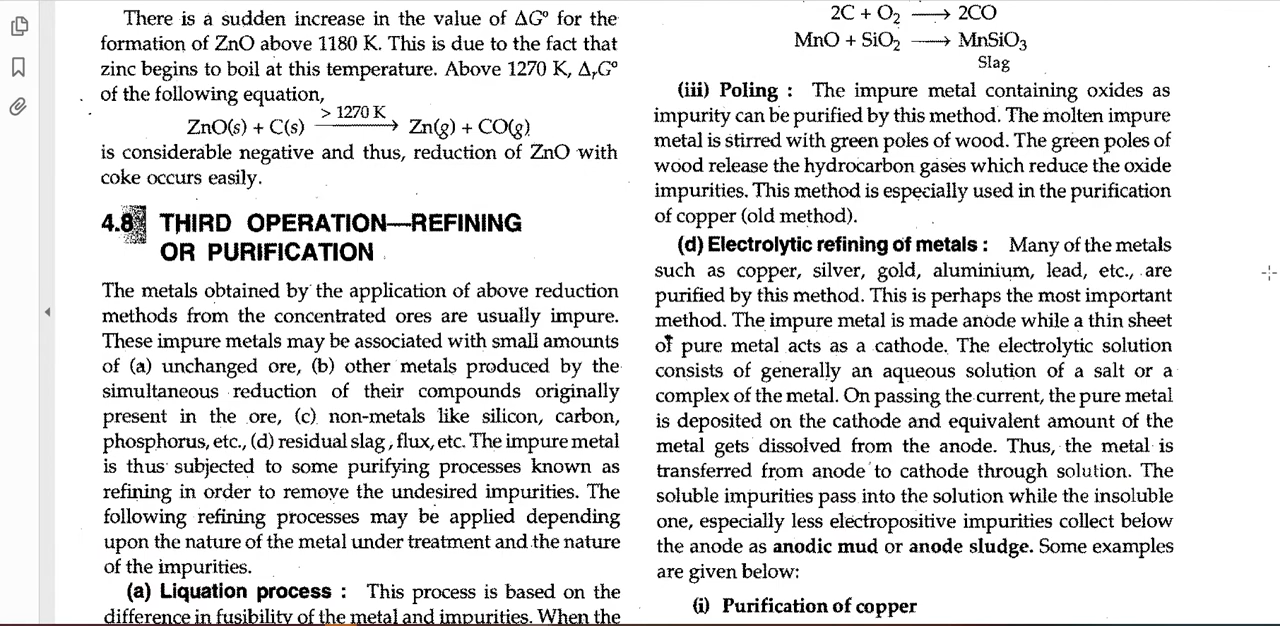 There is a sudden increase in the value of ΔG° for the
formation of ZnO above 1180 K. This is due to the fact that
zinc begins to boil at this temperature. Above 1270 K, ΔᵣG°
of the following equation,
ZnO(s) + C(s) —> 1270 K→ Zn(g) + CO(g)
is considerable negative and thus, reduction of ZnO with
coke occurs easily.
4.8 THIRD OPERATION—REFINING
OR PURIFICATION
The metals obtained by the application of above reduction
methods from the concentrated ores are usually impure.
These impure metals may be associated with small amounts
of (a) unchanged ore, (b) other metals produced by the
simultaneous reduction of their compounds originally
present in the ore, (c) non-metals like silicon, carbon,
phosphorus, etc., (d) residual slag, flux, etc. The impure metal
is thus subjected to some purifying processes known as
refining in order to remove the undesired impurities. The
following refining processes may be applied depending
upon the nature of the metal under treatment and the nature
of the impurities.
(a) Liquation process : This process is based on the
difference in fusibility of the metal and impurities. When the
2C + O₂ ⟶ 2CO
MnO + SiO₂ ⟶ MnSiO₃
Slag
(iii) Poling : The impure metal containing oxides as
impurity can be purified by this method. The molten impure
metal is stirred with green poles of wood. The green poles of
wood release the hydrocarbon gases which reduce the oxide
impurities. This method is especially used in the purification
of copper (old method).
(d) Electrolytic refining of metals : Many of the metals
such as copper, silver, gold, aluminium, lead, etc., are
purified by this method. This is perhaps the most important
method. The impure metal is made anode while a thin sheet
of pure metal acts as a cathode. The electrolytic solution
consists of generally an aqueous solution of a salt or a
complex of the metal. On passing the current, the pure metal
is deposited on the cathode and equivalent amount of the
metal gets dissolved from the anode. Thus, the metal is
transferred from anode to cathode through solution. The
soluble impurities pass into the solution while the insoluble
one, especially less electropositive impurities collect below
the anode as anodic mud or anode sludge. Some examples
are given below:
(i) Purification of copper